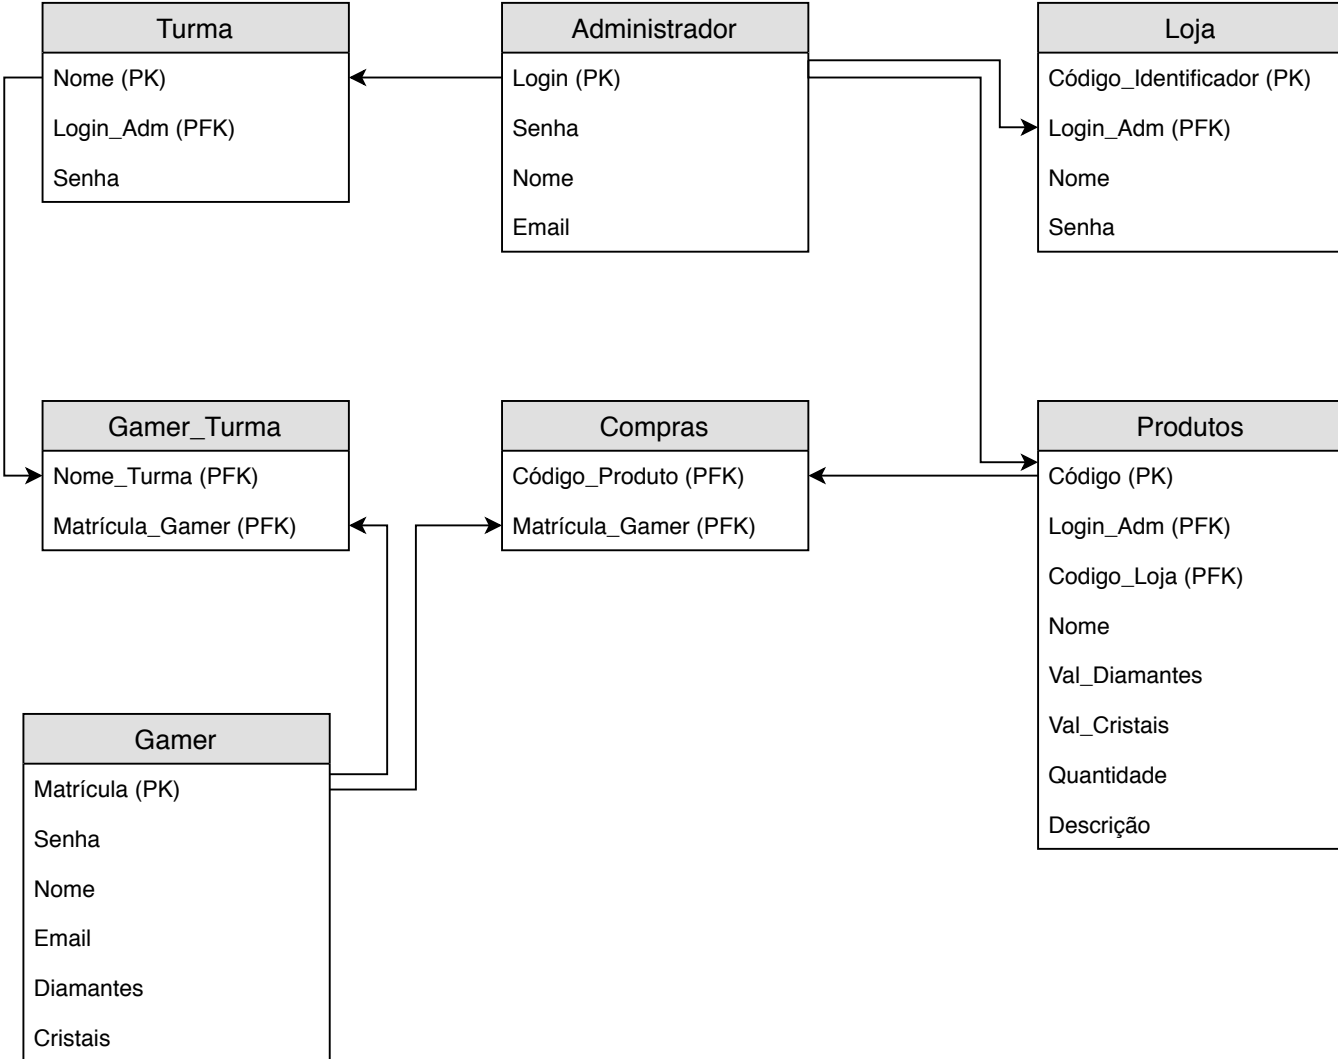 Turma
Nome (PK)
Login_Adm (PFK)
Senha
Administrador
Login (PK)
Senha
Nome
Email
Loja
Código_Identificador (PK)
Login_Adm (PFK)
Nome
Senha
Gamer_Turma
Nome_Turma (PFK)
Matrícula_Gamer (PFK)
Compras
Código_Produto (PFK)
Matrícula_Gamer (PFK)
Produtos
Código (PK)
Login_Adm (PFK)
Codigo_Loja (PFK)
Nome
Val_Diamantes
Val_Cristais
Quantidade
Descrição
Gamer
Matrícula (PK)
Senha
Nome
Email
Diamantes
Cristais